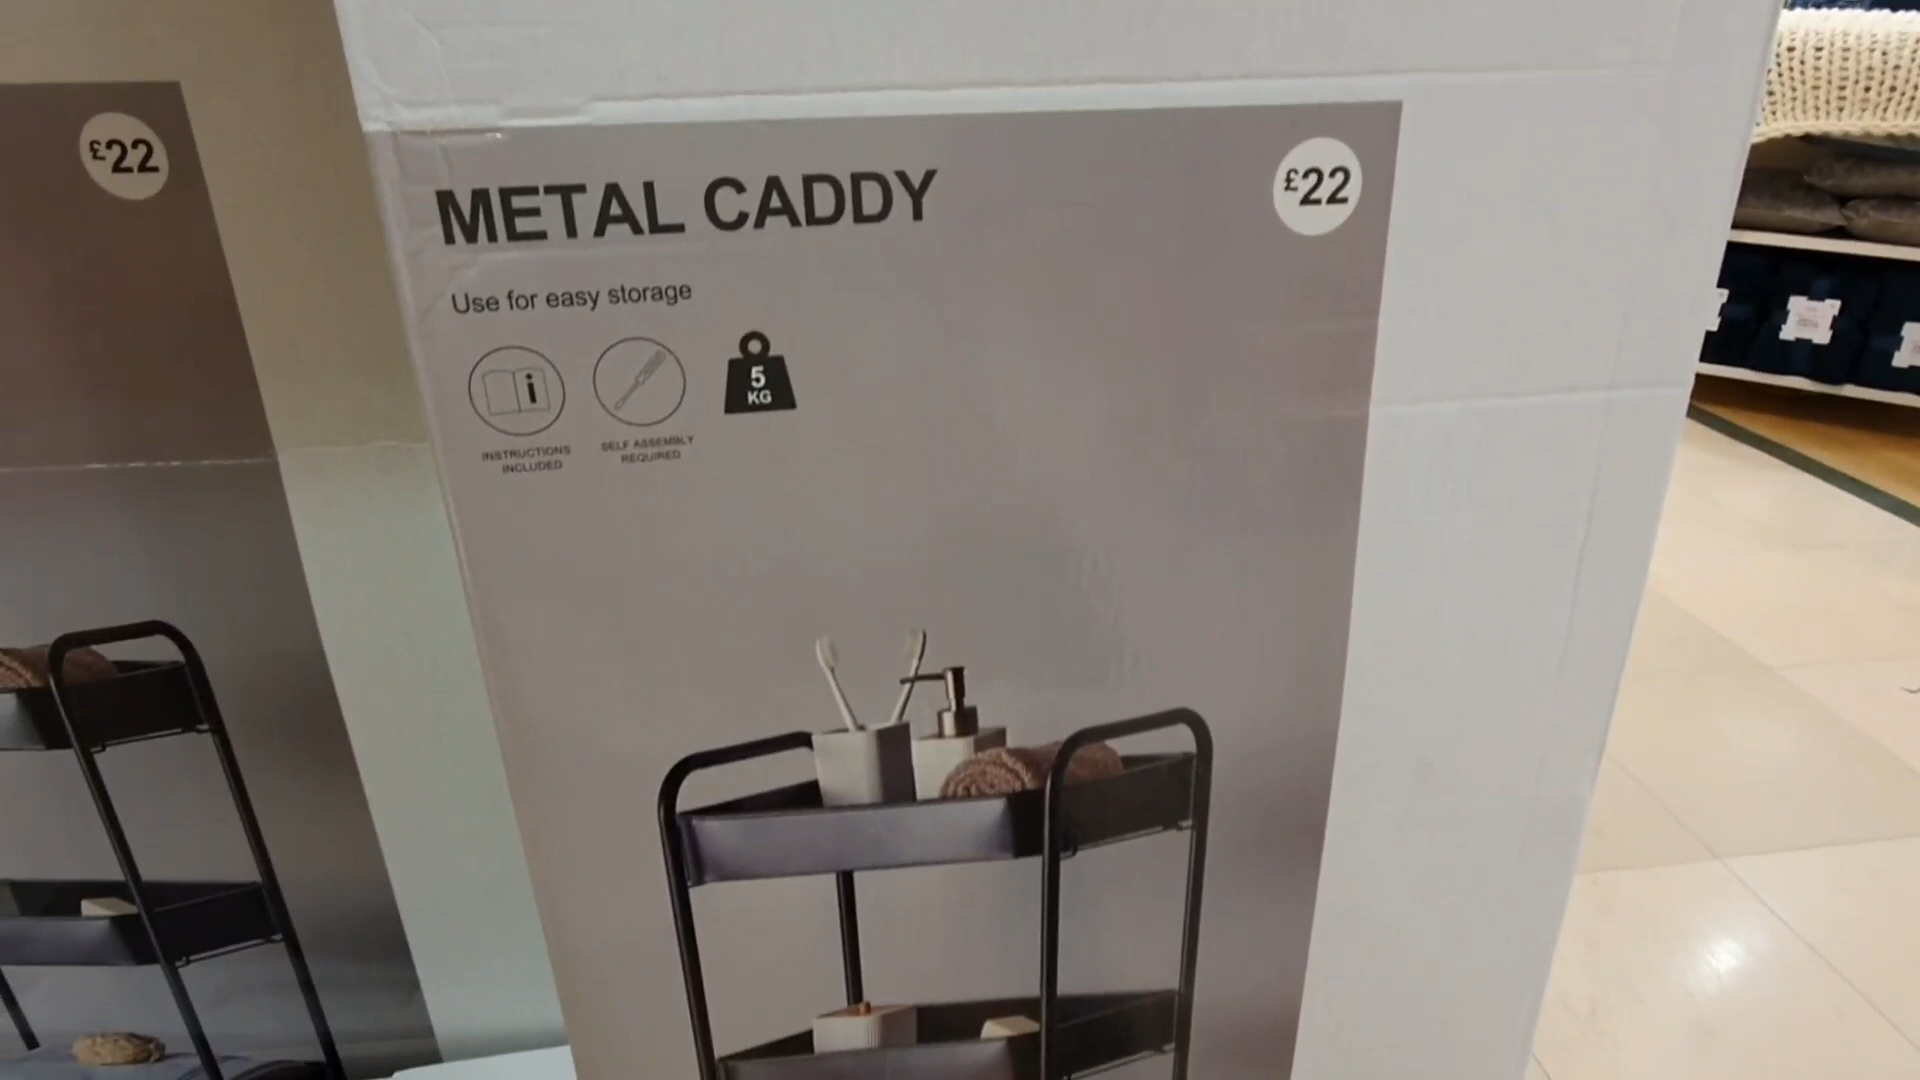 £22
METAL CADDY
£22
Use for easy storage
5
KG
INSTRUCTIONS
INCLUDED
SELF ASSEMBLY
REQUIRED